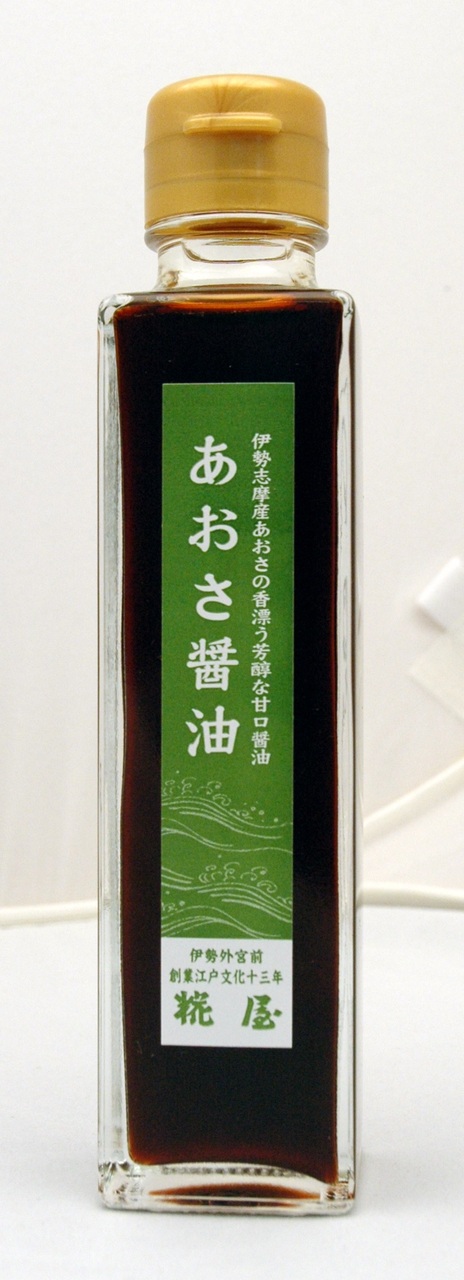 伊勢志摩産あおさの香漂う芳醇な甘口醤油
あおさ醤油
伊勢外宮前
創業江戸文化十三年
糀屋